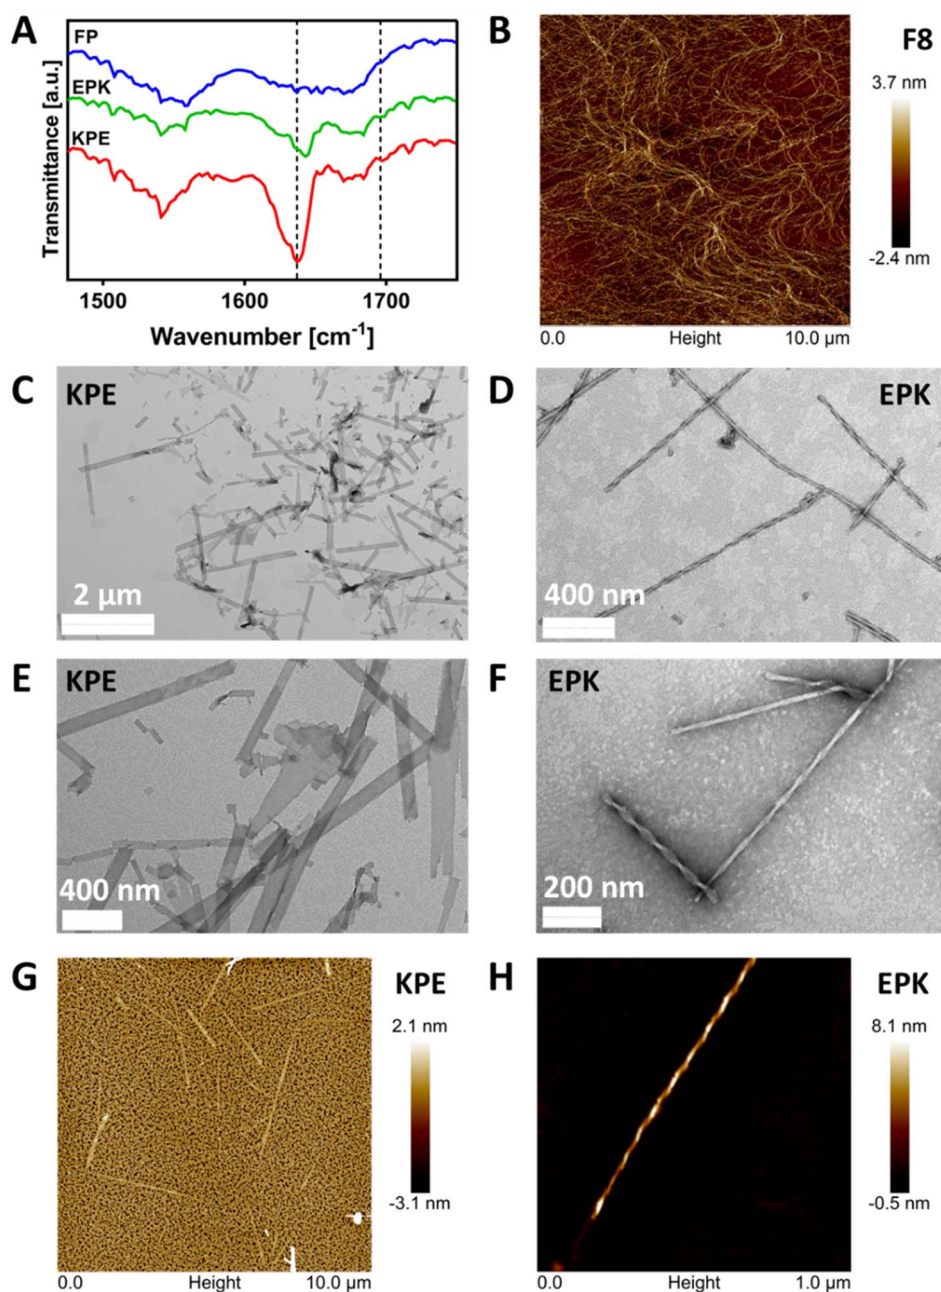 A
FP
EPK
KPE
Transmittance [a.u.]
1500
1600
1700
Wavenumber [cm⁻¹]
B
F8
3.7 nm
-2.4 nm
0.0
Height
10.0 µm
C
KPE
2 µm
D
EPK
400 nm
E
KPE
400 nm
F
EPK
200 nm
G
KPE
2.1 nm
-3.1 nm
0.0
Height
10.0 µm
H
EPK
8.1 nm
-0.5 nm
0.0
Height
1.0 µm